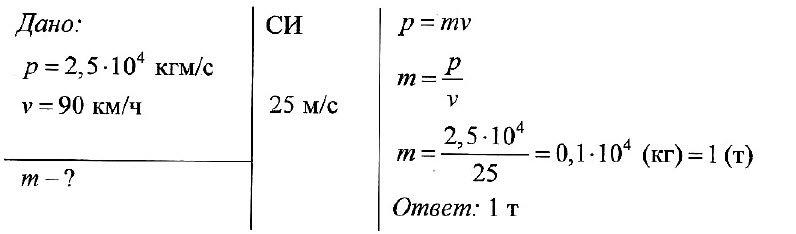 Дано:
p = 2,5·10⁴ кгм/с
v = 90 км/ч
m – ?
СИ
25 м/с
p = mv
m = p/v
m = 2,5·10⁴/25 = 0,1·10⁴ (кг) = 1 (т)
Ответ: 1 т